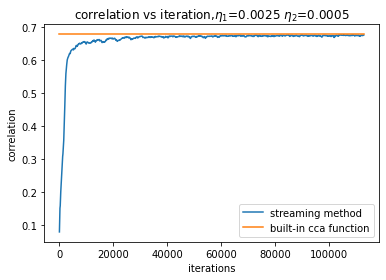 correlation vs iteration,η₁=0.0025 η₂=0.0005
0.7
0.6
0.5
0.4
0.3
0.2
0.1
correlation
0 20000 40000 60000 80000 100000
iterations
streaming method
built-in cca function